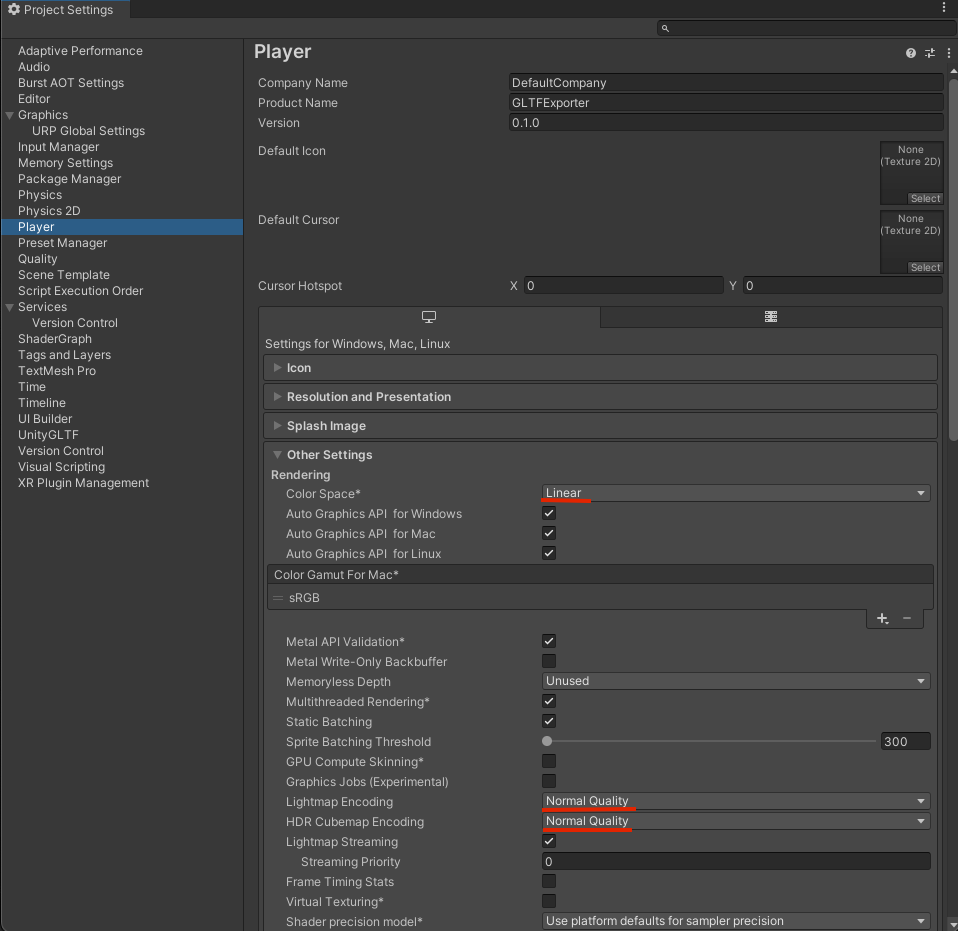 Project Settings
Adaptive Performance
Audio
Burst AOT Settings
Editor
Graphics
URP Global Settings
Input Manager
Memory Settings
Package Manager
Physics
Physics 2D
Player
Preset Manager
Quality
Scene Template
Script Execution Order
Services
Version Control
ShaderGraph
Tags and Layers
TextMesh Pro
Time
Timeline
UI Builder
UnityGLTF
Version Control
Visual Scripting
XR Plugin Management
Player
Company Name DefaultCompany
Product Name GLTFExporter
Version 0.1.0
Default Icon
None
(Texture 2D)
Select
Default Cursor
None
(Texture 2D)
Select
Cursor Hotspot X 0 Y 0
Settings for Windows, Mac, Linux
Icon
Resolution and Presentation
Splash Image
Other Settings
Rendering
Color Space* Linear
Auto Graphics API for Windows
Auto Graphics API for Mac
Auto Graphics API for Linux
Color Gamut For Mac*
= sRGB
Metal API Validation*
Metal Write-Only Backbuffer
Memoryless Depth Unused
Multithreaded Rendering*
Static Batching
Sprite Batching Threshold 300
GPU Compute Skinning*
Graphics Jobs (Experimental)
Lightmap Encoding Normal Quality
HDR Cubemap Encoding Normal Quality
Lightmap Streaming
Streaming Priority 0
Frame Timing Stats
Virtual Texturing*
Shader precision model* Use platform defaults for sampler precision